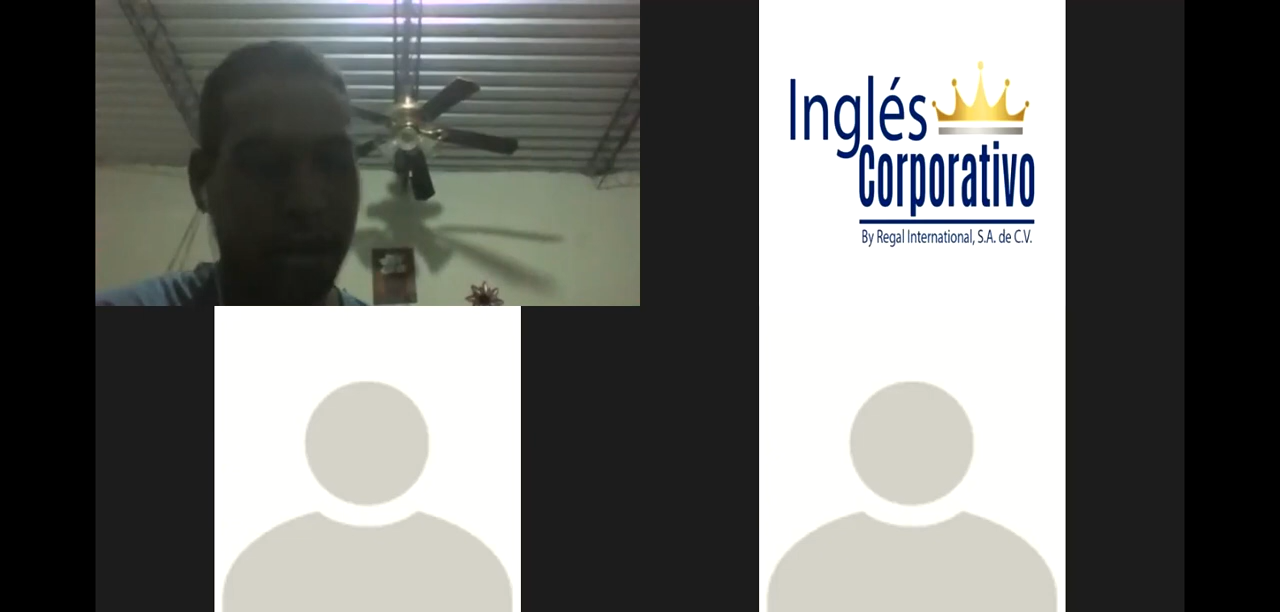 Inglés
Corporativo
By Regal International, S.A. de C.V.